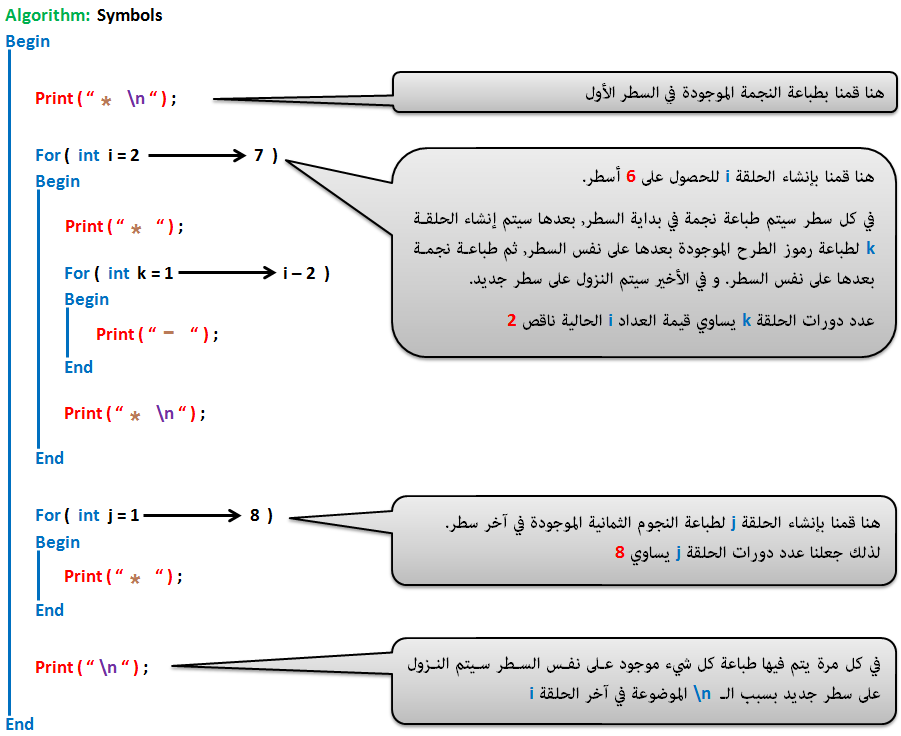 Algorithm: Symbols
Begin
Print ( “ * \n “ ) ;
هنا قمنا بطباعة النجمة الموجودة في السطر الأول
For ( int i = 2 ⟶ 7 )
Begin
Print ( “ * “ ) ;
For ( int k = 1 ⟶ i – 2 )
Begin
Print ( “ – “ ) ;
End
Print ( “ * \n “ ) ;
End
هنا قمنا بإنشاء الحلقة i للحصول على 6 أسطر.
في كل سطر سيتم طباعة نجمة في بداية السطر, بعدها سيتم إنشاء الحلقة
k لطباعة رموز الطرح الموجودة بعدها على نفس السطر, ثم طباعة نجمة
بعدها على نفس السطر. و في الأخير سيتم النزول على سطر جديد.
عدد دورات الحلقة k يساوي قيمة العداد i الحالية ناقص 2
For ( int j = 1 ⟶ 8 )
Begin
Print ( “ * “ ) ;
End
هنا قمنا بإنشاء الحلقة j لطباعة النجوم الثمانية الموجودة في آخر سطر.
لذلك جعلنا عدد دورات الحلقة j يساوي 8
Print ( “ \n “ ) ;
في كل مرة يتم فيها طباعة كل شيء موجود على نفس السطر سيتم النزول
على سطر جديد بسبب الـ \n الموضوعة في آخر الحلقة i
End